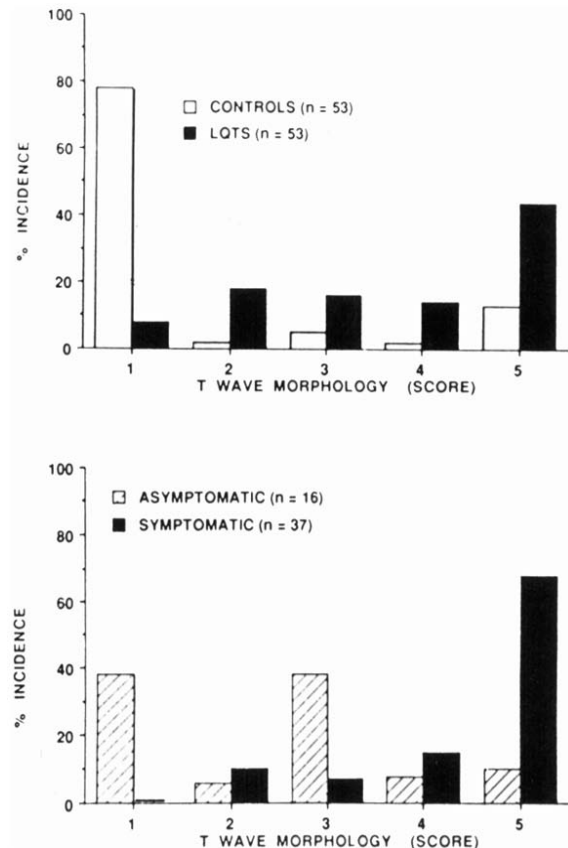 100
80
60
40
20
0
% INCIDENCE
CONTROLS (n = 53)
LQTS (n = 53)
1 2 3 4 5
T WAVE MORPHOLOGY (SCORE)
100
80
60
40
20
0
% INCIDENCE
ASYMPTOMATIC (n = 16)
SYMPTOMATIC (n = 37)
1 2 3 4 5
T WAVE MORPHOLOGY (SCORE)